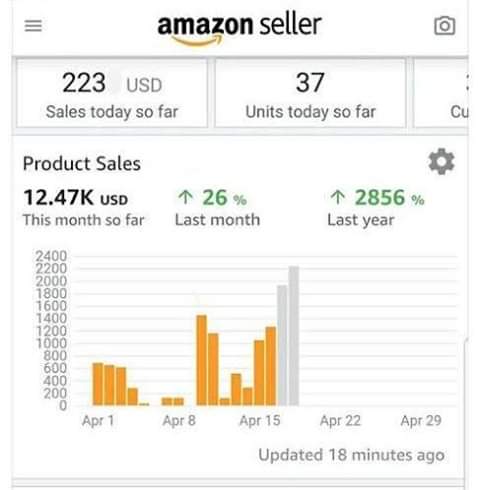 amazon seller
223 USD
Sales today so far
37
Units today so far
Cu
Product Sales
12.47K USD
This month so far
↑ 26 %
Last month
↑ 2856 %
Last year
2400
2200
2000
1800
1600
1400
1200
1000
800
600
400
200
0
Apr 1 Apr 8 Apr 15 Apr 22 Apr 29
Updated 18 minutes ago